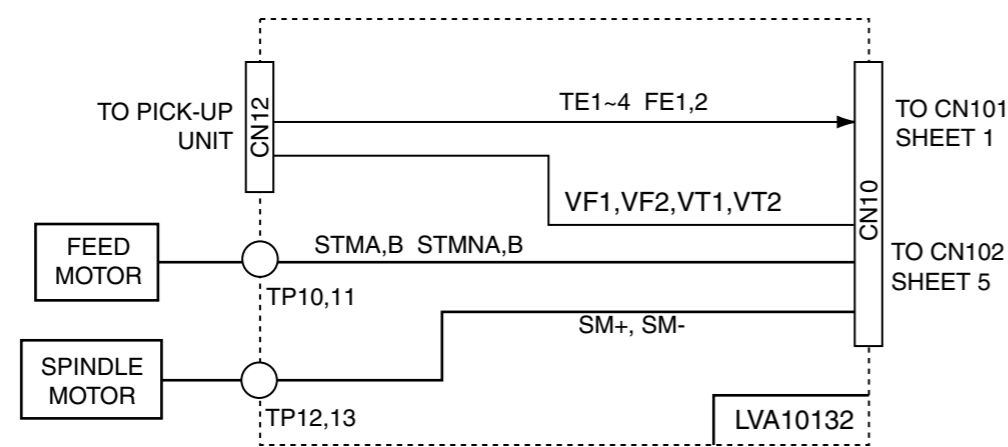 TO PICK-UP
UNIT
CN12
TE1~4 FE1,2
TO CN101
SHEET 1
VF1,VF2,VT1,VT2
CN10
FEED
MOTOR
STMA,B STMNA,B
TO CN102
SHEET 5
TP10,11
SM+, SM-
SPINDLE
MOTOR
TP12,13
LVA10132